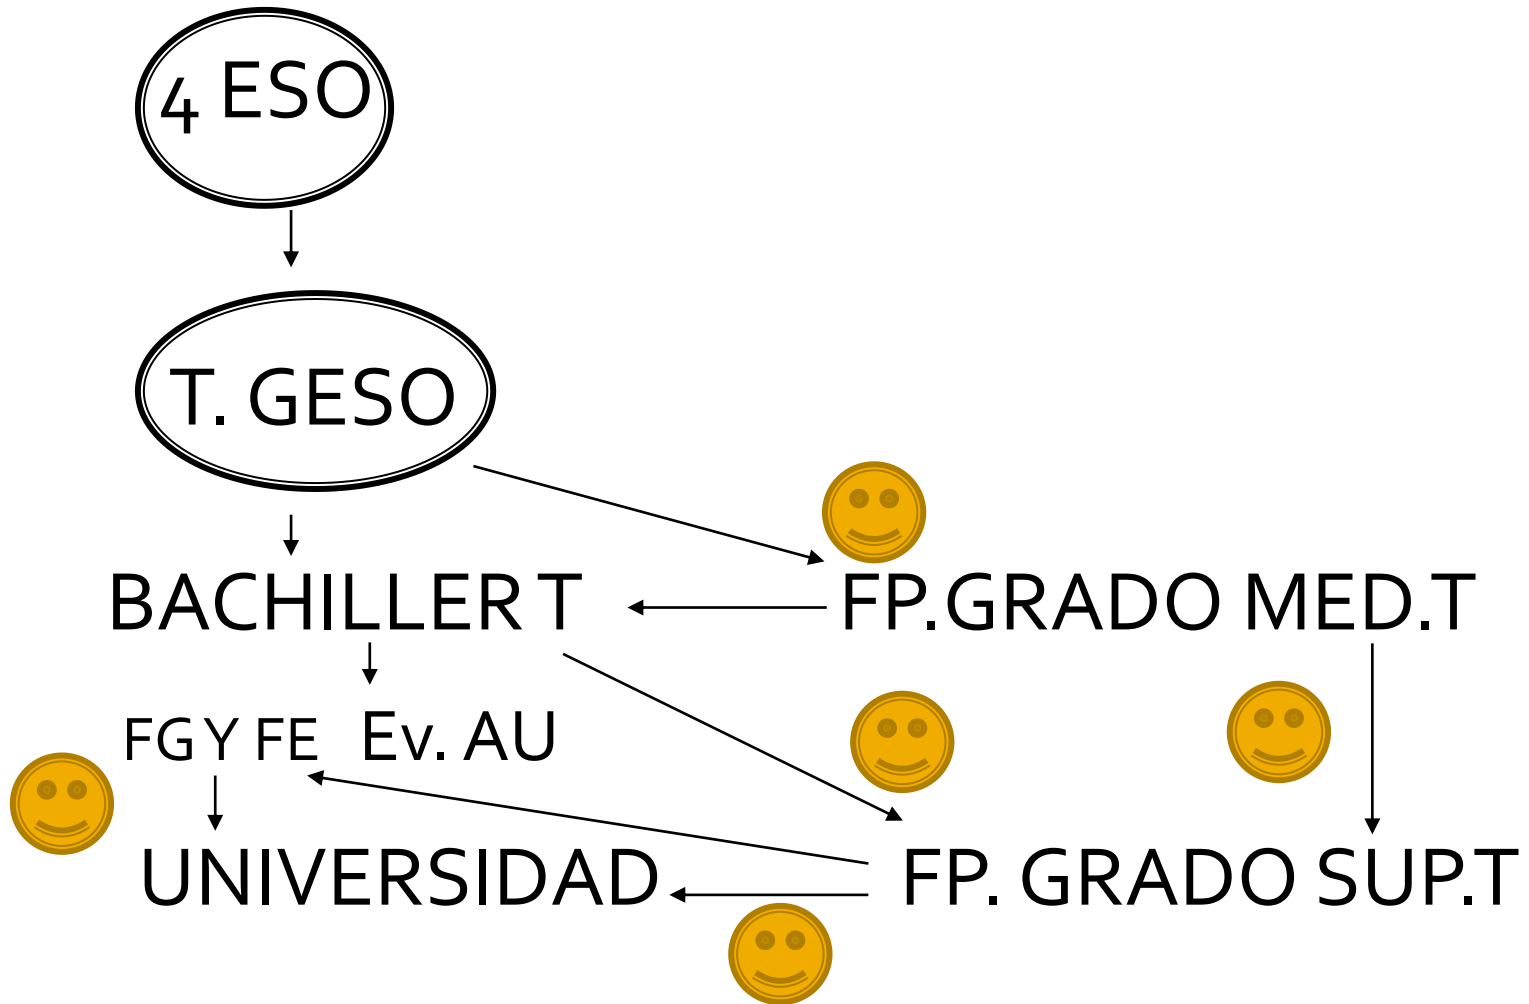 4 ESO
T. GESO
BACHILLER T
FP.GRADO MED.T
FG Y FE Ev. AU
UNIVERSIDAD
FP. GRADO SUP.T